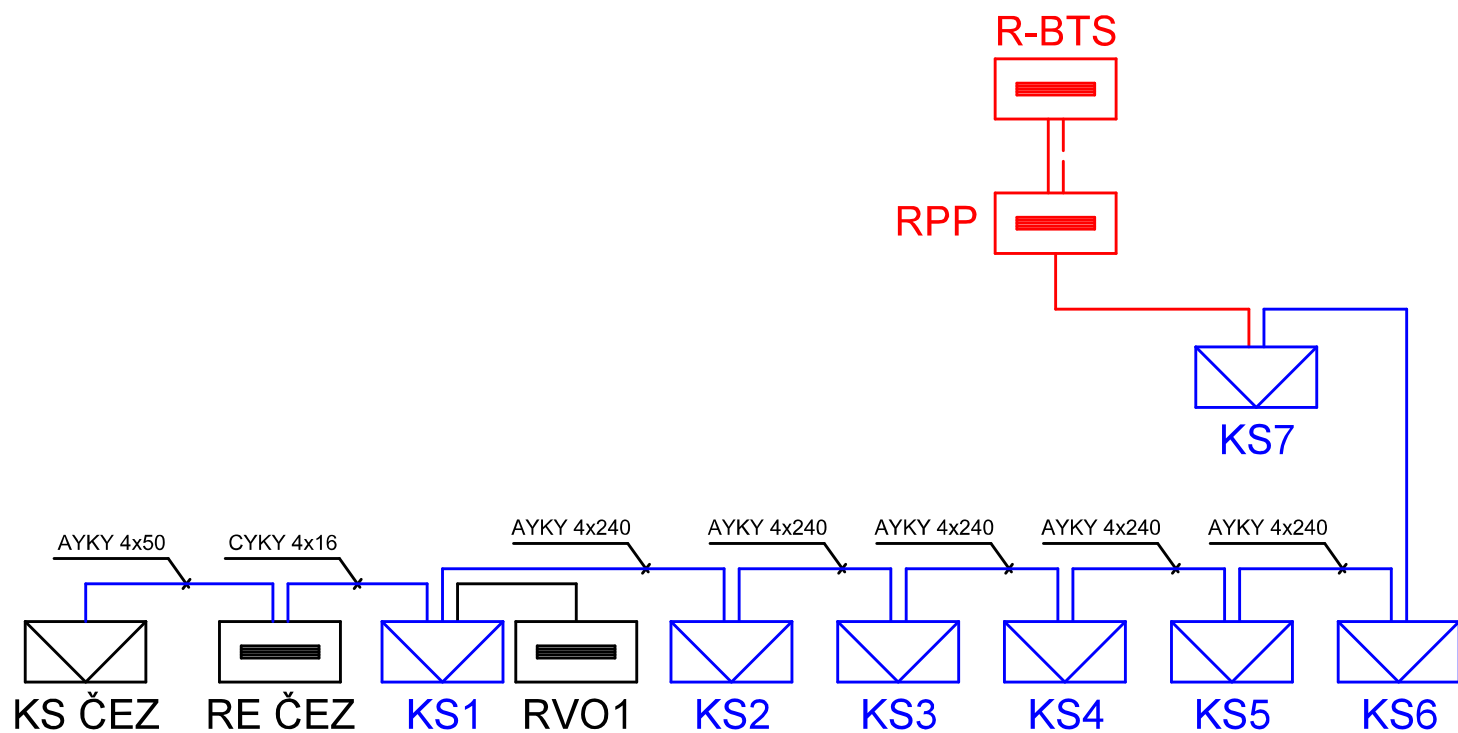 R-BTS
RPP
KS7
AYKY 4x50
CYKY 4x16
AYKY 4x240
AYKY 4x240
AYKY 4x240
AYKY 4x240
AYKY 4x240
KS ČEZ
RE ČEZ
KS1
RVO1
KS2
KS3
KS4
KS5
KS6